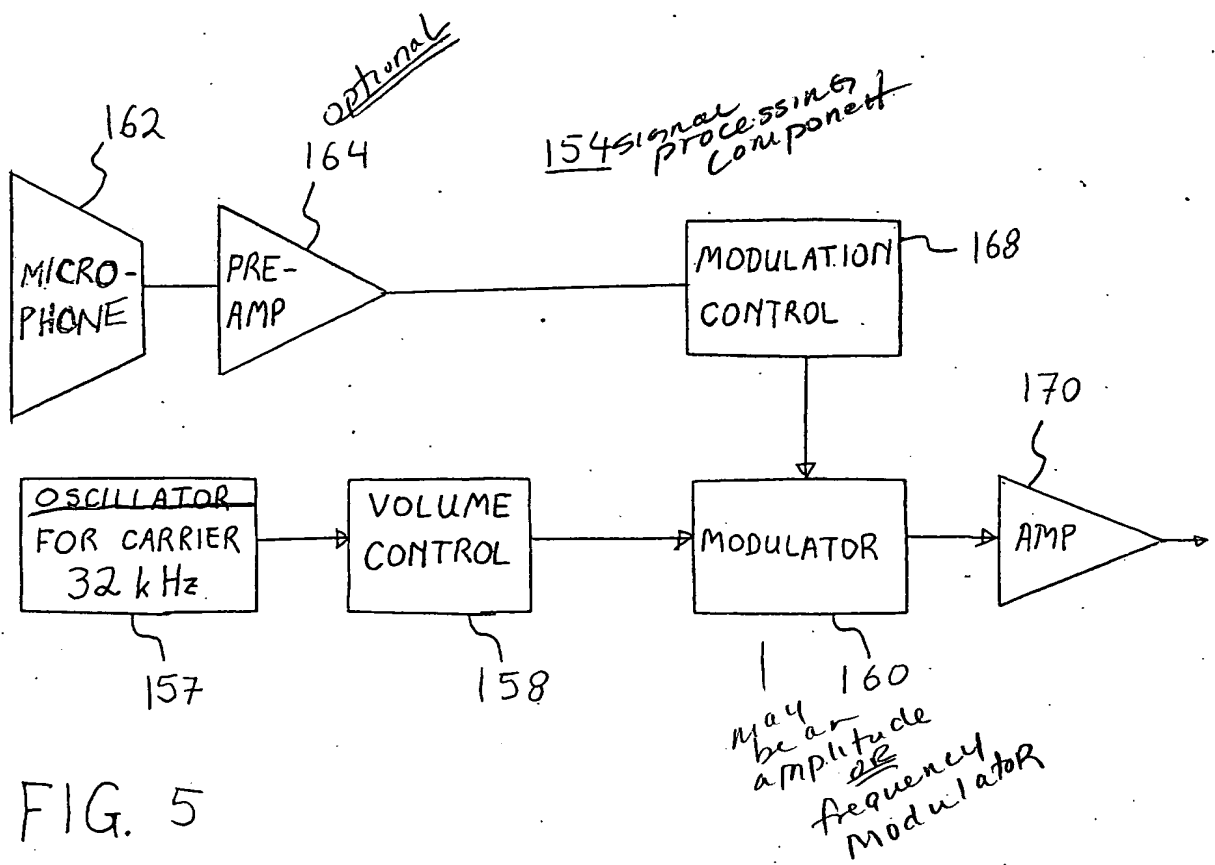 optional
162
164
154 signal
processing
component
MICRO-
PHONE
PRE-
AMP
MODULATION
CONTROL
168
170
OSCILLATOR
FOR CARRIER
32 kHz
VOLUME
CONTROL
MODULATOR
AMP
157
158
160
may
be an
amplitude
OR
frequency
modulator
FIG. 5